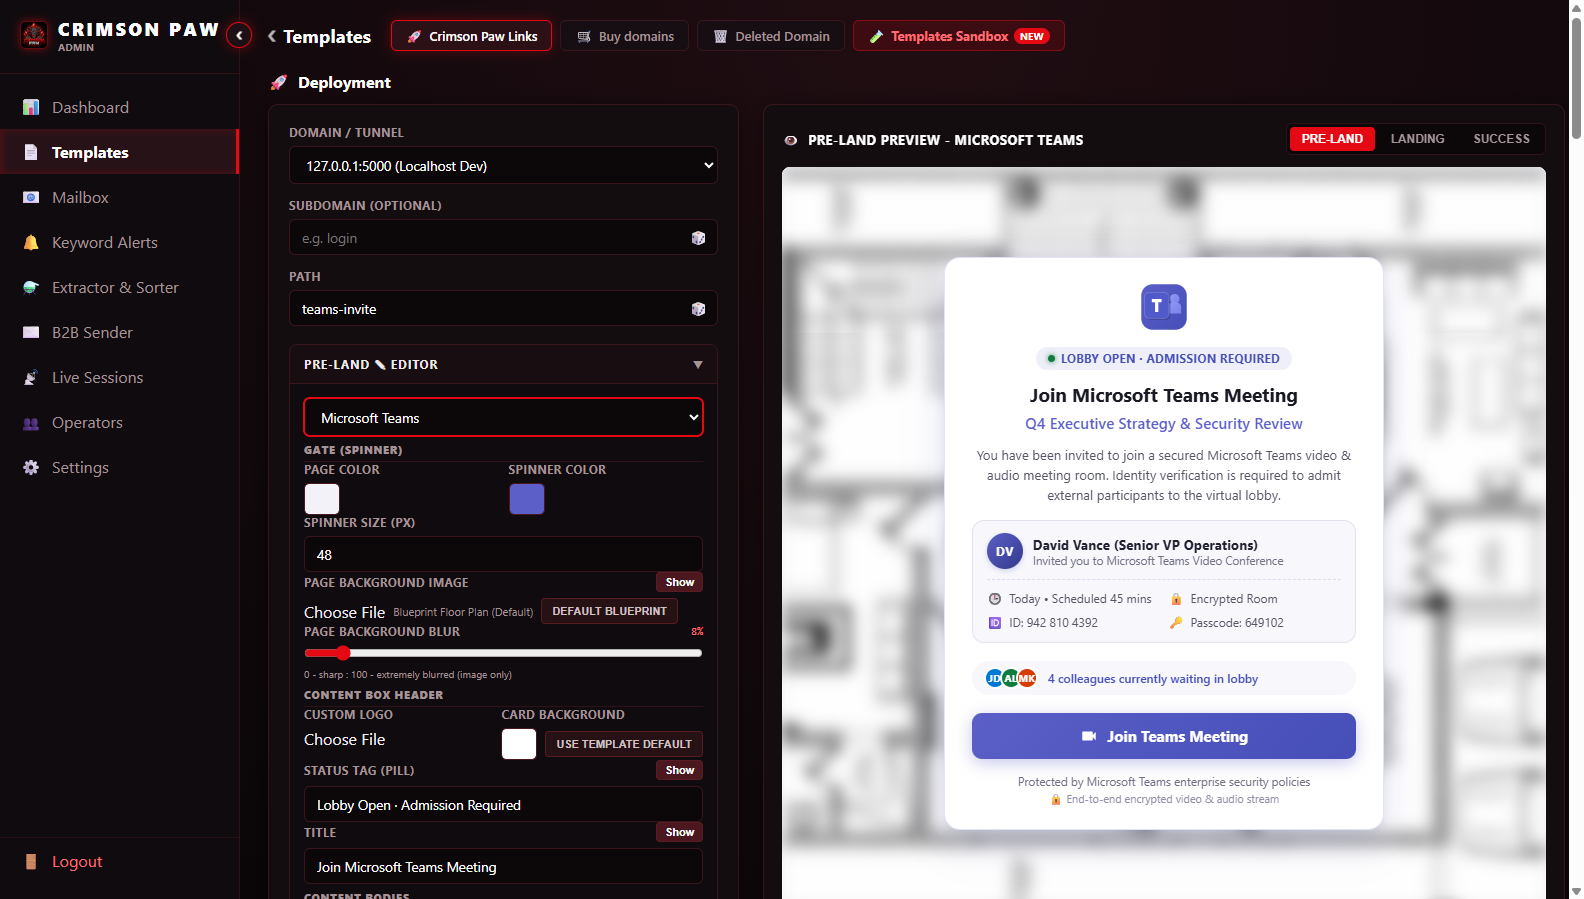 CRIMSON PAW
ADMIN
Dashboard
Templates
Mailbox
Keyword Alerts
Extractor & Sorter
B2B Sender
Live Sessions
Operators
Settings
Logout
Templates
Crimson Paw Links
Buy domains
Deleted Domain
Templates Sandbox NEW
Deployment
DOMAIN / TUNNEL
127.0.0.1:5000 (Localhost Dev)
SUBDOMAIN (OPTIONAL)
e.g. login
PATH
teams-invite
PRE-LAND EDITOR
Microsoft Teams
GATE (SPINNER)
PAGE COLOR
SPINNER COLOR
SPINNER SIZE (PX)
48
PAGE BACKGROUND IMAGE
Show
Choose File Blueprint Floor Plan (Default) DEFAULT BLUEPRINT
PAGE BACKGROUND BLUR
8%
0 - sharp : 100 - extremely blurred (image only)
CONTENT BOX HEADER
CUSTOM LOGO
CARD BACKGROUND
Choose File
USE TEMPLATE DEFAULT
STATUS TAG (PILL)
Show
Lobby Open · Admission Required
TITLE
Show
Join Microsoft Teams Meeting
CONTENT BODIES
PRE-LAND PREVIEW - MICROSOFT TEAMS
PRE-LAND
LANDING
SUCCESS
T
LOBBY OPEN · ADMISSION REQUIRED
Join Microsoft Teams Meeting
Q4 Executive Strategy & Security Review
You have been invited to join a secured Microsoft Teams video &
audio meeting room. Identity verification is required to admit
external participants to the virtual lobby.
DV
David Vance (Senior VP Operations)
Invited you to Microsoft Teams Video Conference
Today • Scheduled 45 mins
Encrypted Room
ID: 942 810 4392
Passcode: 649102
JD AL MK
4 colleagues currently waiting in lobby
Join Teams Meeting
Protected by Microsoft Teams enterprise security policies
End-to-end encrypted video & audio stream